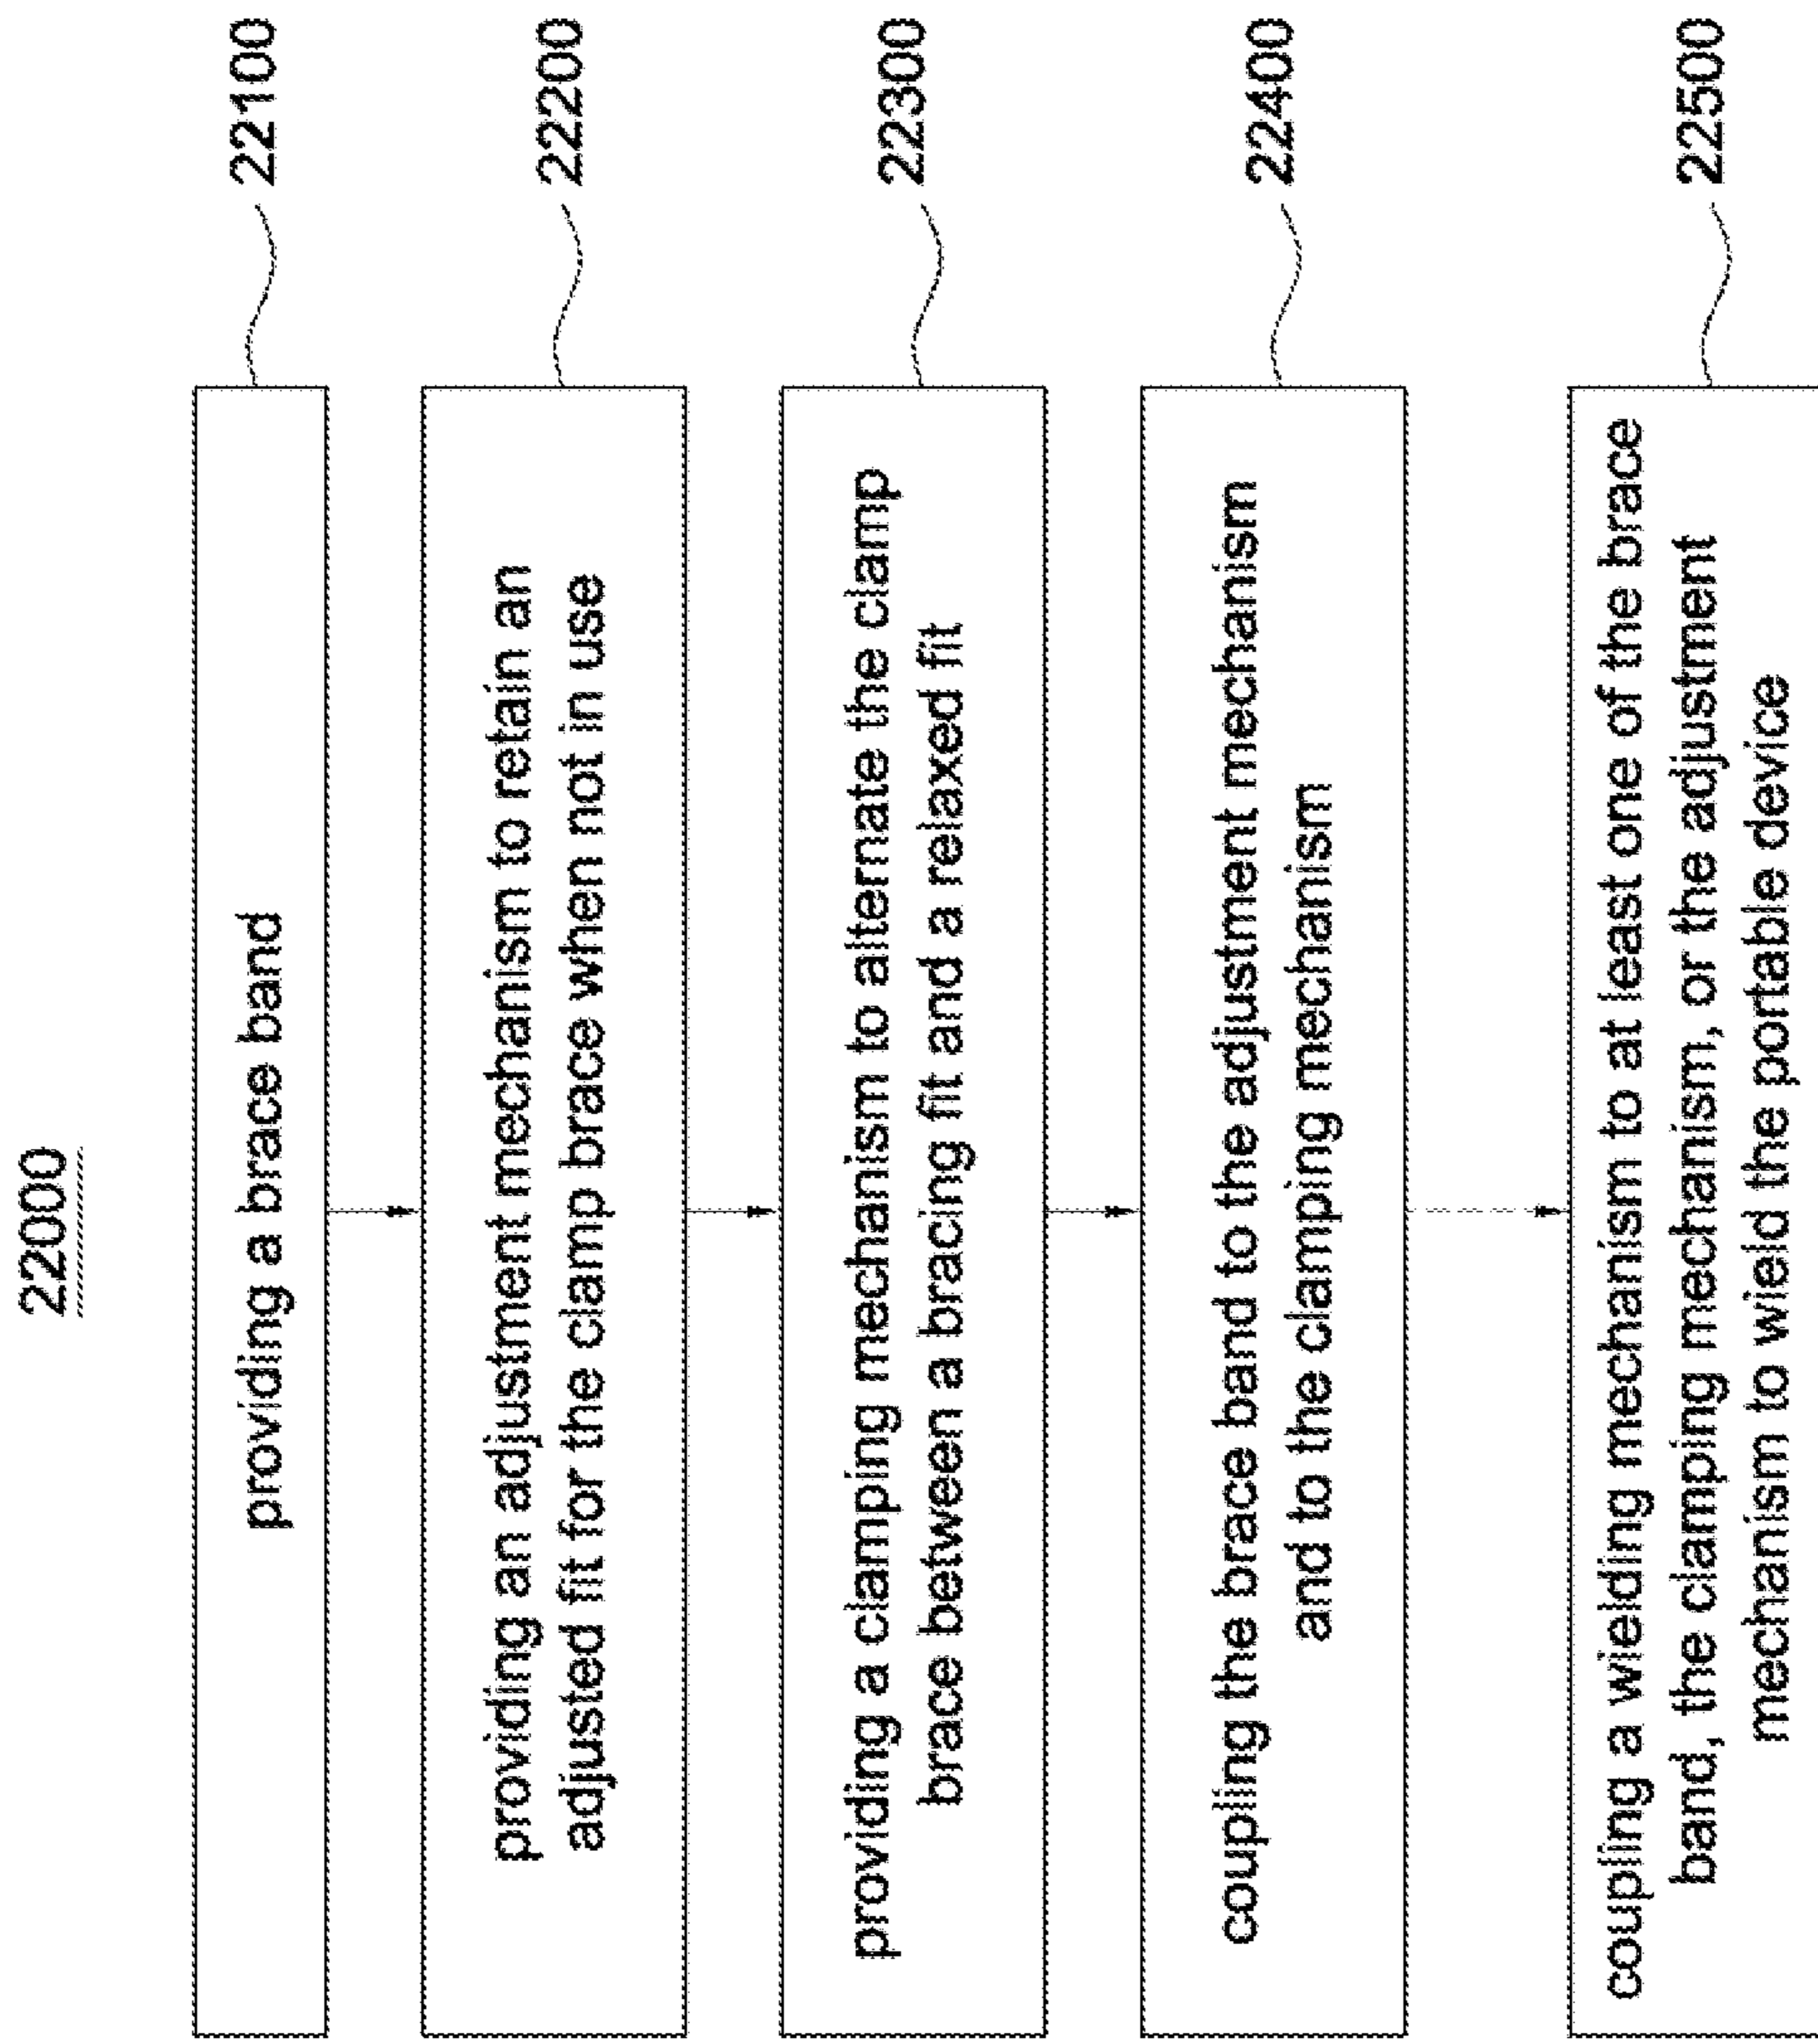 22000
providing a brace band
22100
providing an adjustment mechanism to retain an
adjusted fit for the clamp brace when not in use
22200
providing a clamping mechanism to alternate the clamp
brace between a bracing fit and a relaxed fit
22300
coupling the brace band to the adjustment mechanism
and to the clamping mechanism
22400
coupling a wielding mechanism to at least one of the brace
band, the clamping mechanism, or the adjustment
mechanism to wield the portable device
22500